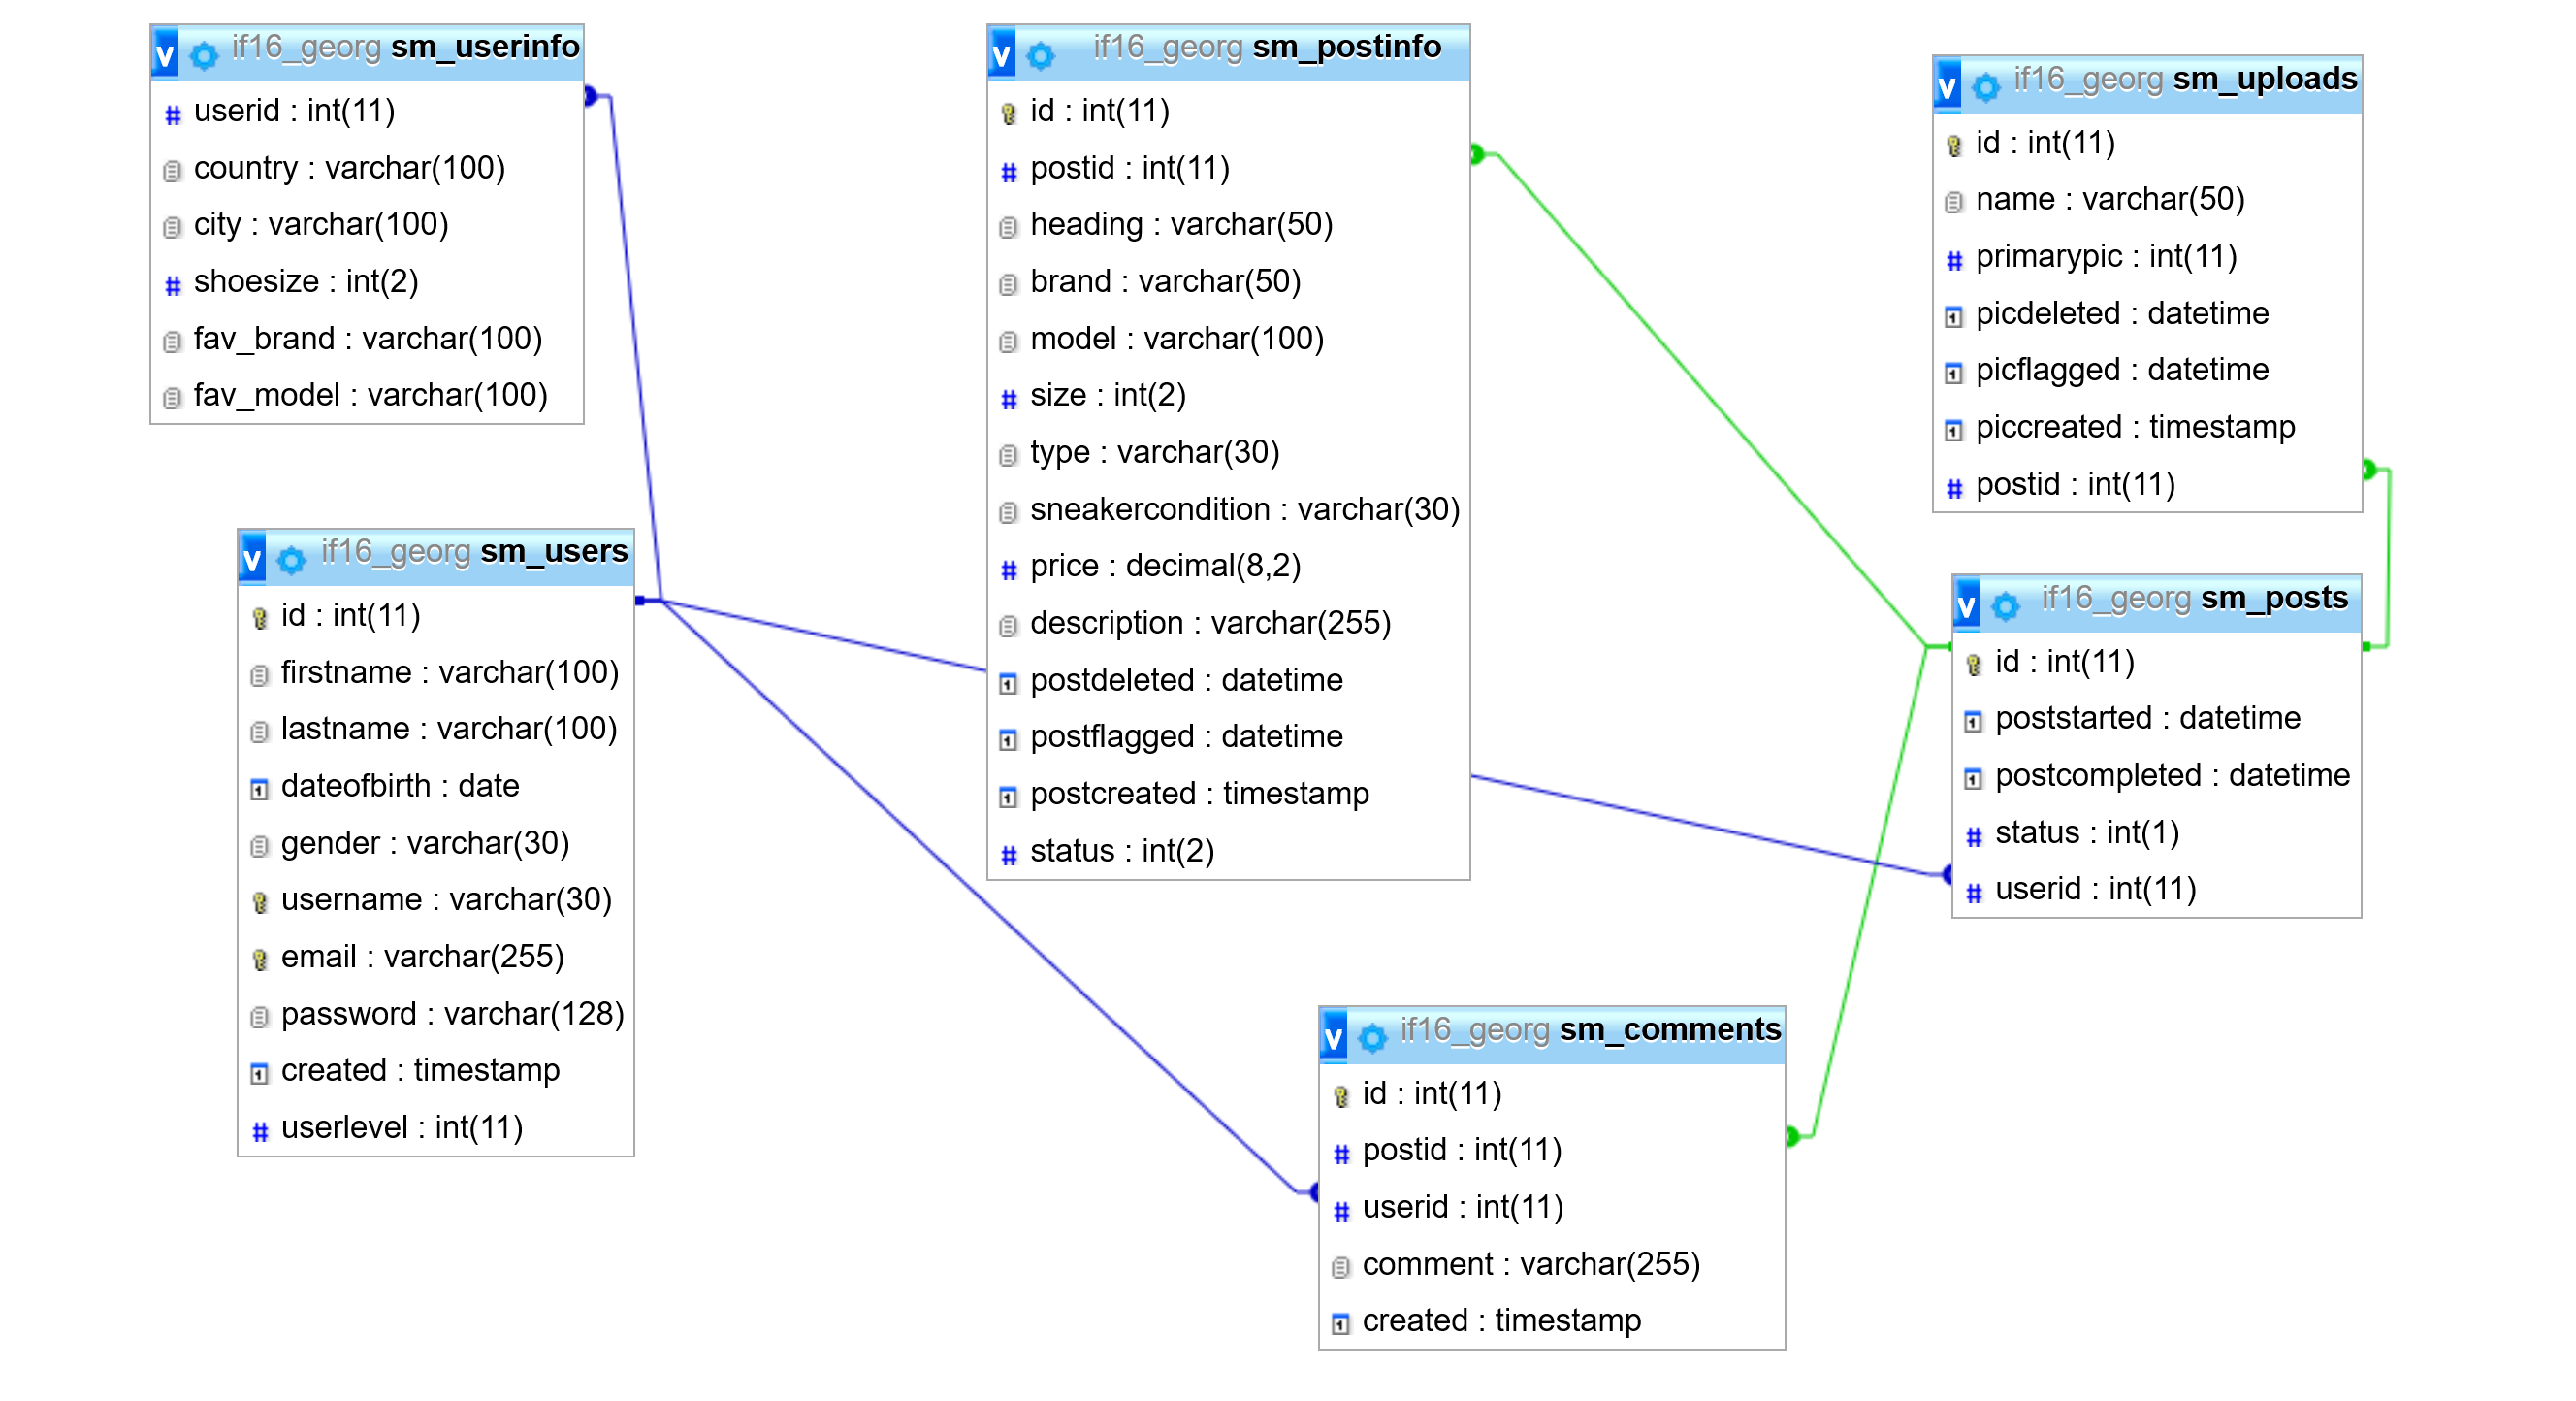 v if16_georg sm_userinfo
userid : int(11)
country : varchar(100)
city : varchar(100)
shoesize : int(2)
fav_brand : varchar(100)
fav_model : varchar(100)
v if16_georg sm_users
id : int(11)
firstname : varchar(100)
lastname : varchar(100)
dateofbirth : date
gender : varchar(30)
username : varchar(30)
email : varchar(255)
password : varchar(128)
created : timestamp
userlevel : int(11)
v if16_georg sm_postinfo
id : int(11)
postid : int(11)
heading : varchar(50)
brand : varchar(50)
model : varchar(100)
size : int(2)
type : varchar(30)
sneakercondition : varchar(30)
price : decimal(8,2)
description : varchar(255)
postdeleted : datetime
postflagged : datetime
postcreated : timestamp
status : int(2)
v if16_georg sm_uploads
id : int(11)
name : varchar(50)
primarypic : int(11)
picdeleted : datetime
picflagged : datetime
piccreated : timestamp
postid : int(11)
v if16_georg sm_posts
id : int(11)
poststarted : datetime
postcompleted : datetime
status : int(1)
userid : int(11)
v if16_georg sm_comments
id : int(11)
postid : int(11)
userid : int(11)
comment : varchar(255)
created : timestamp